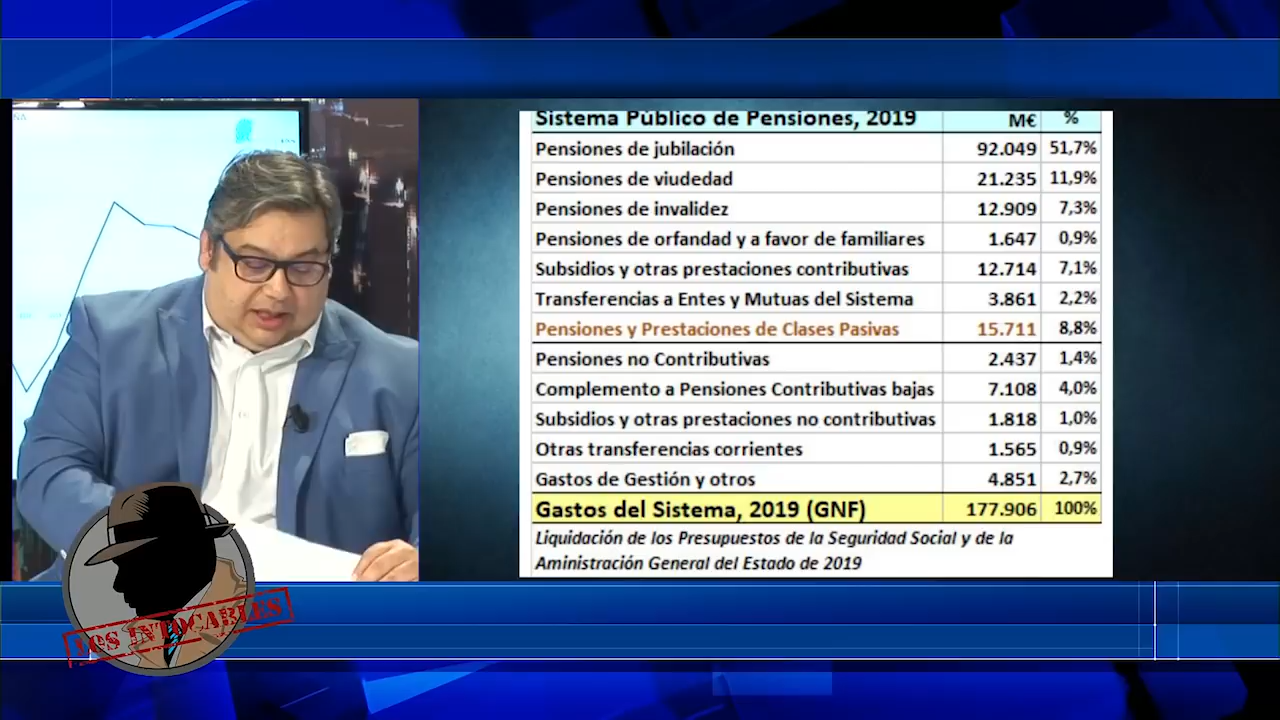 Sistema Público de Pensiones, 2019 M€ %
Pensiones de jubilación 92.049 51,7%
Pensiones de viudedad 21.235 11,9%
Pensiones de invalidez 12.909 7,3%
Pensiones de orfandad y a favor de familiares 1.647 0,9%
Subsidios y otras prestaciones contributivas 12.714 7,1%
Transferencias a Entes y Mutuas del Sistema 3.861 2,2%
Pensiones y Prestaciones de Clases Pasivas 15.711 8,8%
Pensiones no Contributivas 2.437 1,4%
Complemento a Pensiones Contributivas bajas 7.108 4,0%
Subsidios y otras prestaciones no contributivas 1.818 1,0%
Otras transferencias corrientes 1.565 0,9%
Gastos de Gestión y otros 4.851 2,7%
Gastos del Sistema, 2019 (GNF) 177.906 100%
Liquidación de los Presupuestos de la Seguridad Social y de la
Aministración General del Estado de 2019
LOS INTOCABLES